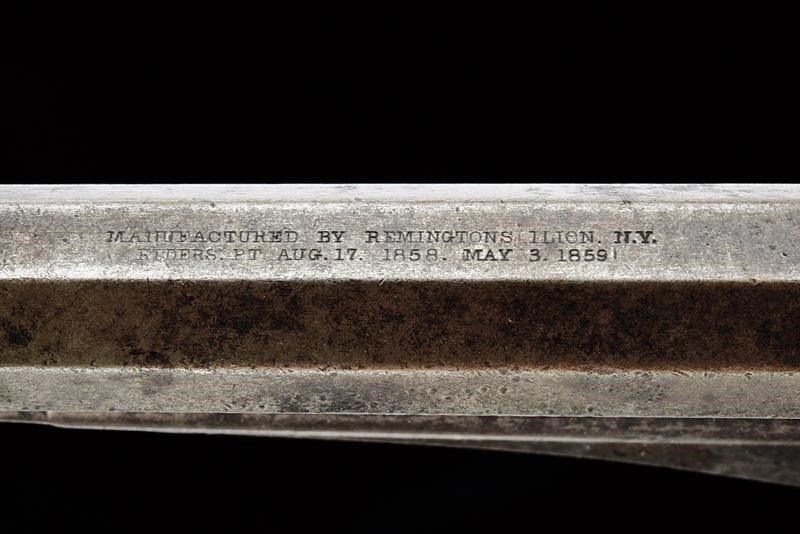 MANUFACTURED BY REMINGTONS ILION. N.Y.
RIDERS. PT AUG. 17. 1858. MAY 3. 1859